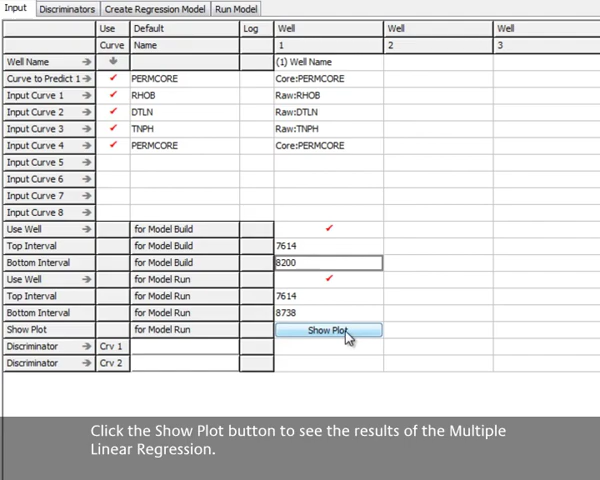 Input Discriminators Create Regression Model Run Model
Use Default Log Well Well Well
Curve Name 1 2 3
Well Name (1) Well Name
Curve to Predict 1 PERMCORE Core:PERMCORE
Input Curve 1 RHOB Raw:RHOB
Input Curve 2 DTLN Raw:DTLN
Input Curve 3 TNPH Raw:TNPH
Input Curve 4 PERMCORE Core:PERMCORE
Input Curve 5
Input Curve 6
Input Curve 7
Input Curve 8
Use Well for Model Build
Top Interval for Model Build 7614
Bottom Interval for Model Build 8200
Use Well for Model Run
Top Interval for Model Run 7614
Bottom Interval for Model Run 8738
Show Plot for Model Run Show Plot
Discriminator Crv 1
Discriminator Crv 2
Click the Show Plot button to see the results of the Multiple
Linear Regression.